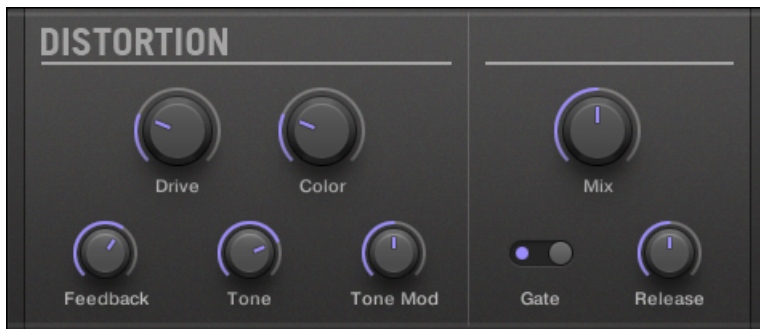 DISTORTION
Drive
Color
Mix
Feedback
Tone
Tone Mod
Gate
Release